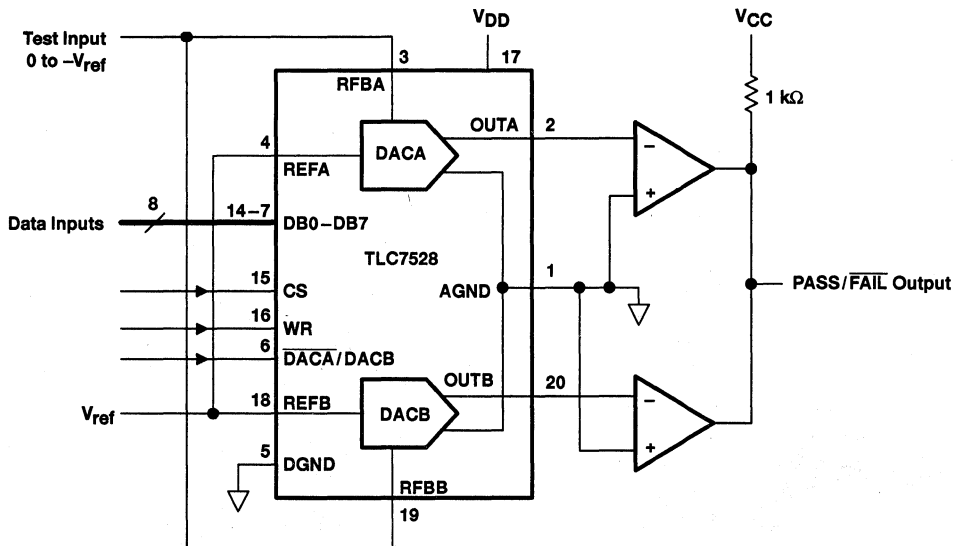 Test Input
0 to –Vref
VDD
VCC
3
17
RFBA
1 kΩ
OUTA
2
4
DACA
–
REFA
+
8
14–7
Data Inputs
DB0–DB7
TLC7528
1
15
AGND
PASS/F̅A̅I̅L̅ Output
CS
16
WR
6
D̅A̅C̅A̅/DACB
OUTB
20
18
REFB
–
Vref
DACB
5
+
DGND
RFBB
19